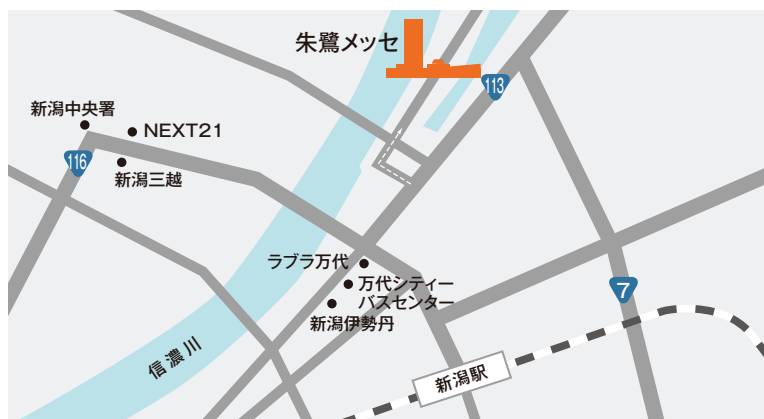 朱鷺メッセ
113
新潟中央署
NEXT21
116
新潟三越
ラブラ万代
万代シティー
バスセンター
新潟伊勢丹
7
信濃川
新潟駅